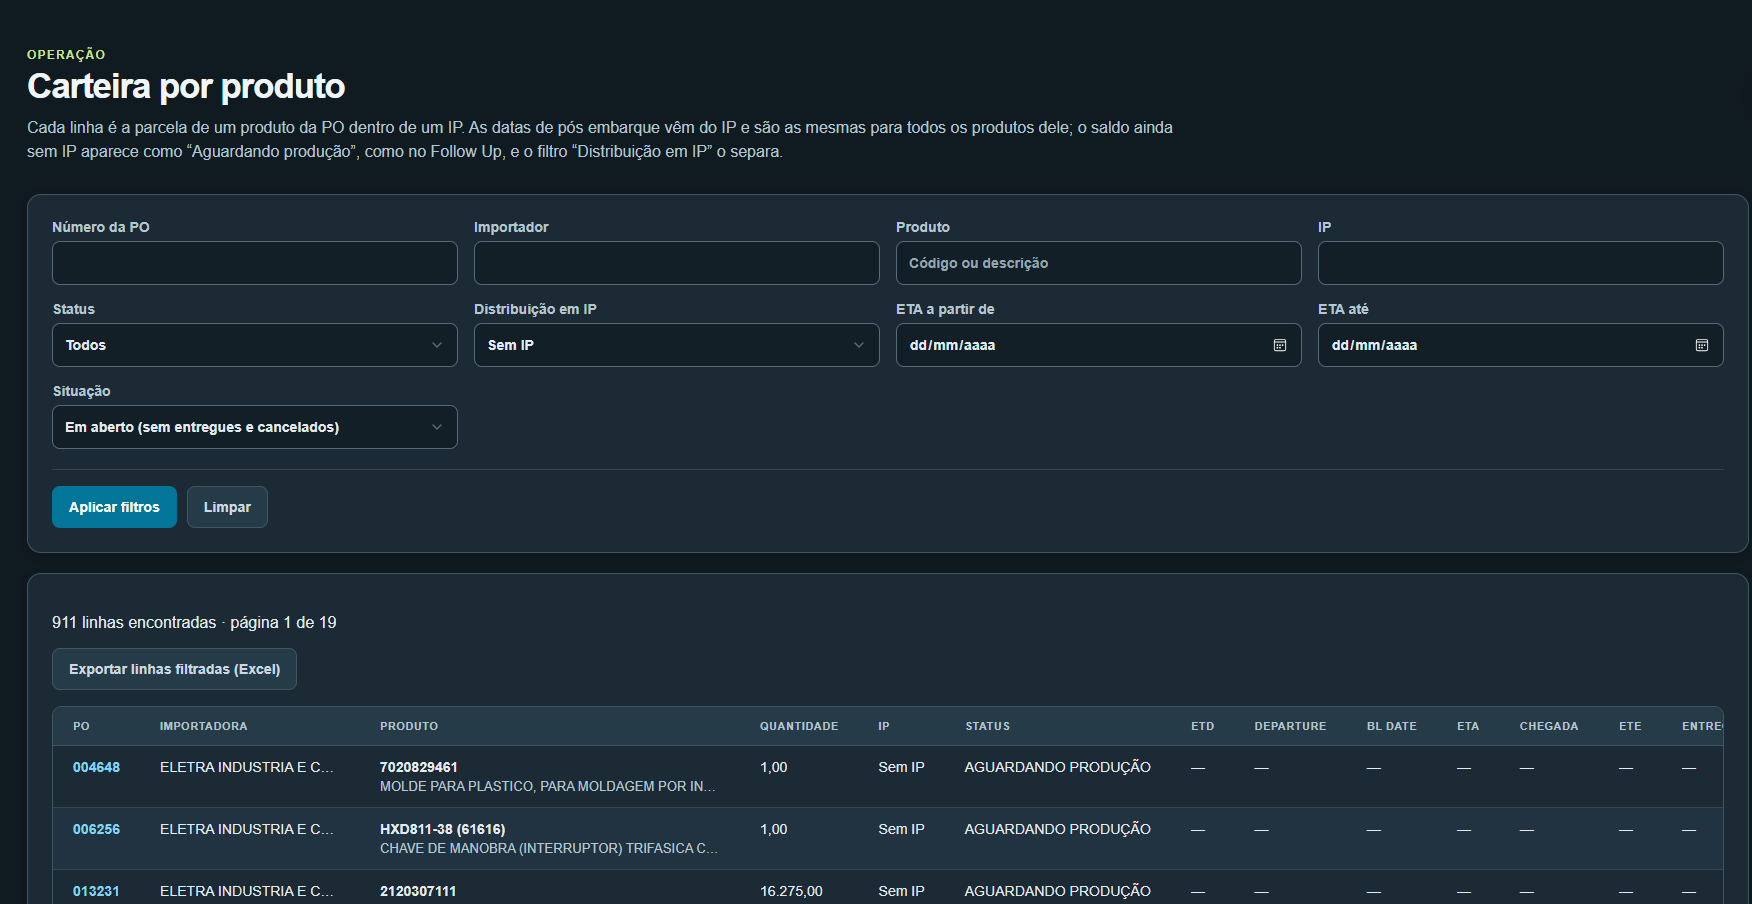 OPERAÇÃO
Carteira por produto
Cada linha é a parcela de um produto da PO dentro de um IP. As datas de pós embarque vêm do IP e são as mesmas para todos os produtos dele; o saldo ainda
sem IP aparece como “Aguardando produção”, como no Follow Up, e o filtro “Distribuição em IP” o separa.
Número da PO Importador Produto IP
Código ou descrição
Status Distribuição em IP ETA a partir de ETA até
Todos Sem IP dd/mm/aaaa dd/mm/aaaa
Situação
Em aberto (sem entregues e cancelados)
Aplicar filtros Limpar
911 linhas encontradas · página 1 de 19
Exportar linhas filtradas (Excel)
PO IMPORTADORA PRODUTO QUANTIDADE IP STATUS ETD DEPARTURE BL DATE ETA CHEGADA ETE ENTREG
004648 ELETRA INDUSTRIA E C... 7020829461 1,00 Sem IP AGUARDANDO PRODUÇÃO — — — — — — —
MOLDE PARA PLASTICO, PARA MOLDAGEM POR IN...
006256 ELETRA INDUSTRIA E C... HXD811-38 (61616) 1,00 Sem IP AGUARDANDO PRODUÇÃO — — — — — — —
CHAVE DE MANOBRA (INTERRUPTOR) TRIFASICA C...
013231 ELETRA INDUSTRIA E C... 2120307111 16.275,00 Sem IP AGUARDANDO PRODUÇÃO — — — — — — —